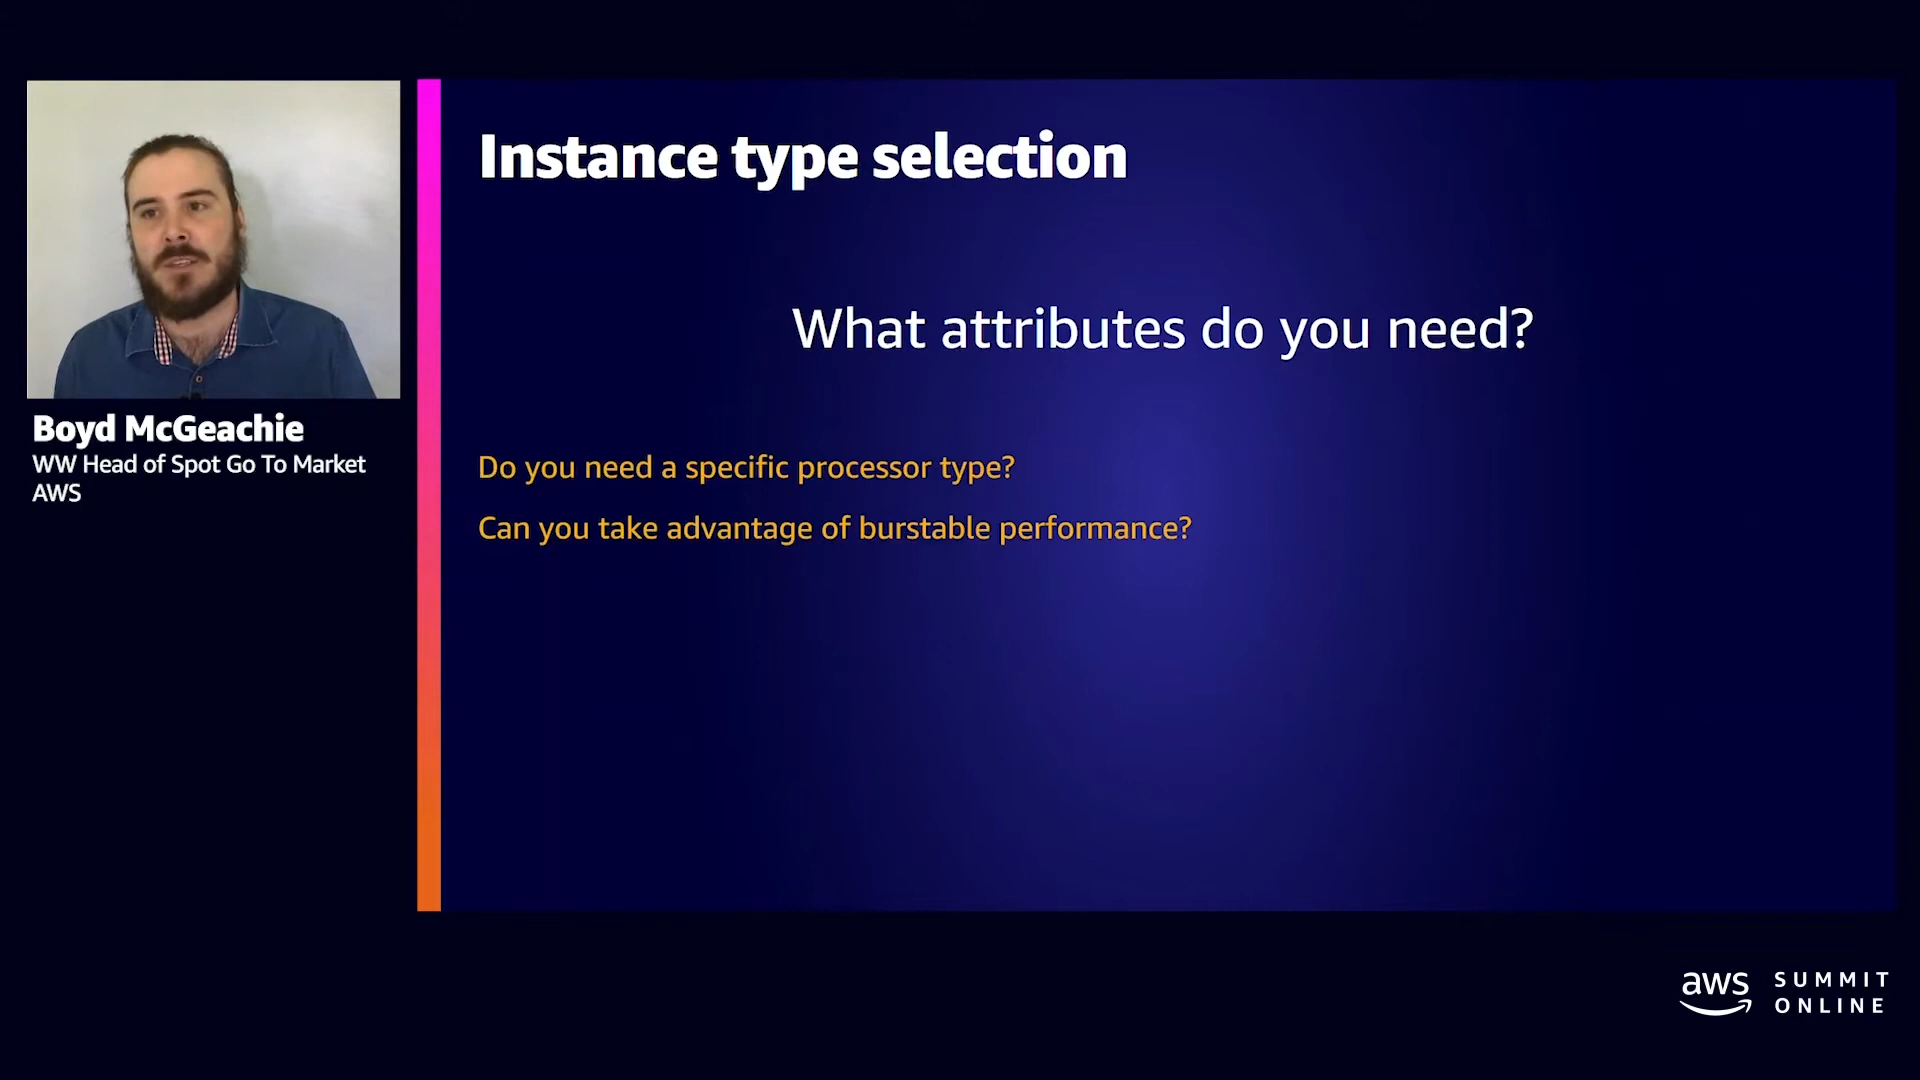 Instance type selection
What attributes do you need?
Do you need a specific processor type?
Can you take advantage of burstable performance?
Boyd McGeachie
WW Head of Spot Go To Market
AWS
aws SUMMIT
ONLINE